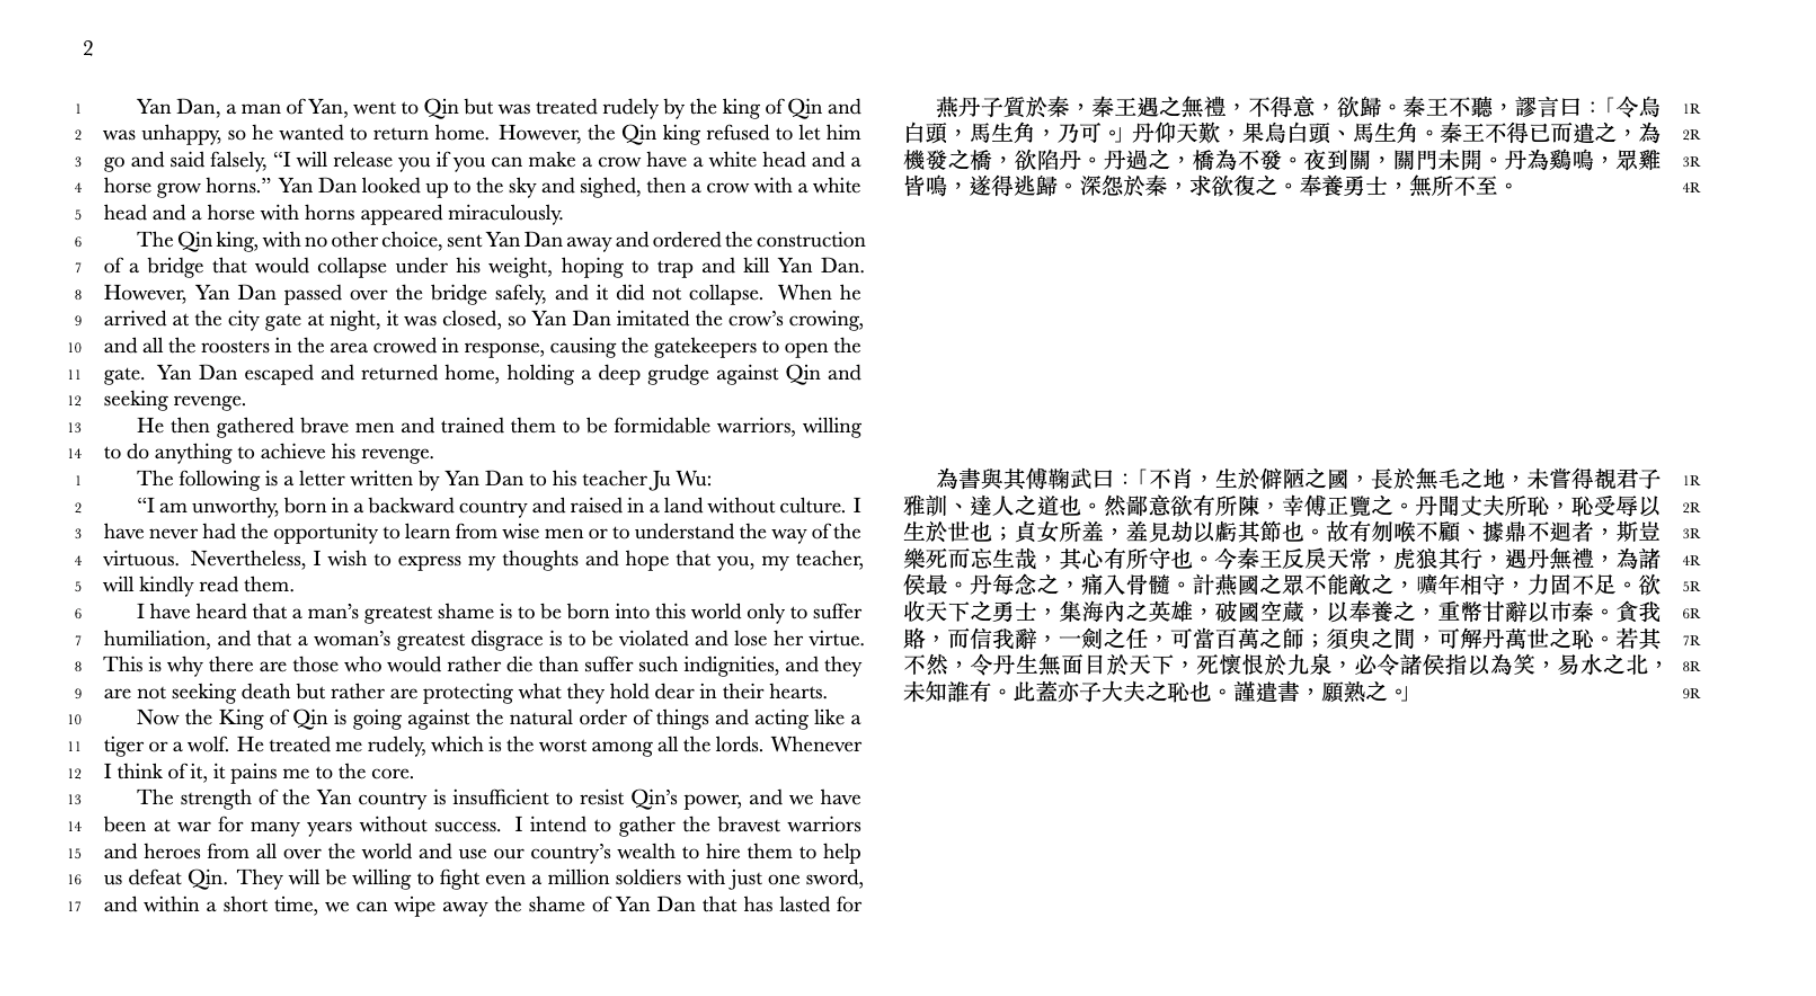 2
1 Yan Dan, a man of Yan, went to Qin but was treated rudely by the king of Qin and
2 was unhappy, so he wanted to return home. However, the Qin king refused to let him
3 go and said falsely, “I will release you if you can make a crow have a white head and a
4 horse grow horns.” Yan Dan looked up to the sky and sighed, then a crow with a white
5 head and a horse with horns appeared miraculously.
6 The Qin king, with no other choice, sent Yan Dan away and ordered the construction
7 of a bridge that would collapse under his weight, hoping to trap and kill Yan Dan.
8 However, Yan Dan passed over the bridge safely, and it did not collapse. When he
9 arrived at the city gate at night, it was closed, so Yan Dan imitated the crow’s crowing,
10 and all the roosters in the area crowed in response, causing the gatekeepers to open the
11 gate. Yan Dan escaped and returned home, holding a deep grudge against Qin and
12 seeking revenge.
13 He then gathered brave men and trained them to be formidable warriors, willing
14 to do anything to achieve his revenge.
1 The following is a letter written by Yan Dan to his teacher Ju Wu:
2 “I am unworthy, born in a backward country and raised in a land without culture. I
3 have never had the opportunity to learn from wise men or to understand the way of the
4 virtuous. Nevertheless, I wish to express my thoughts and hope that you, my teacher,
5 will kindly read them.
6 I have heard that a man’s greatest shame is to be born into this world only to suffer
7 humiliation, and that a woman’s greatest disgrace is to be violated and lose her virtue.
8 This is why there are those who would rather die than suffer such indignities, and they
9 are not seeking death but rather are protecting what they hold dear in their hearts.
10 Now the King of Qin is going against the natural order of things and acting like a
11 tiger or a wolf. He treated me rudely, which is the worst among all the lords. Whenever
12 I think of it, it pains me to the core.
13 The strength of the Yan country is insufficient to resist Qin’s power, and we have
14 been at war for many years without success. I intend to gather the bravest warriors
15 and heroes from all over the world and use our country’s wealth to hire them to help
16 us defeat Qin. They will be willing to fight even a million soldiers with just one sword,
17 and within a short time, we can wipe away the shame of Yan Dan that has lasted for
燕丹子質於秦，秦王遇之無禮，不得意，欲歸。秦王不聽，謬言曰：「令烏 1R
白頭，馬生角，乃可。」丹仰天歎，果烏白頭、馬生角。秦王不得已而遣之，為 2R
機發之橋，欲陷丹。丹過之，橋為不發。夜到關，關門未開。丹為鷄鳴，眾雞 3R
皆鳴，遂得逃歸。深怨於秦，求欲復之。奉養勇士，無所不至。 4R
為書與其傅鞠武曰：「不肖，生於僻陋之國，長於無毛之地，未嘗得覩君子 1R
雅訓、達人之道也。然鄙意欲有所陳，幸傅正覽之。丹聞丈夫所恥，恥受辱以 2R
生於世也；貞女所羞，羞見劫以虧其節也。故有刎喉不顧、據鼎不迴者，斯豈 3R
樂死而忘生哉，其心有所守也。今秦王反戾天常，虎狼其行，遇丹無禮，為諸 4R
侯最。丹每念之，痛入骨髓。計燕國之眾不能敵之，曠年相守，力固不足。欲 5R
收天下之勇士，集海內之英雄，破國空藏，以奉養之，重幣甘辭以市秦。貪我 6R
賂，而信我辭，一劍之任，可當百萬之師；須臾之間，可解丹萬世之恥。若其 7R
不然，令丹生無面目於天下，死懷恨於九泉，必令諸侯指以為笑，易水之北， 8R
未知誰有。此蓋亦子大夫之恥也。謹遣書，願熟之。」 9R